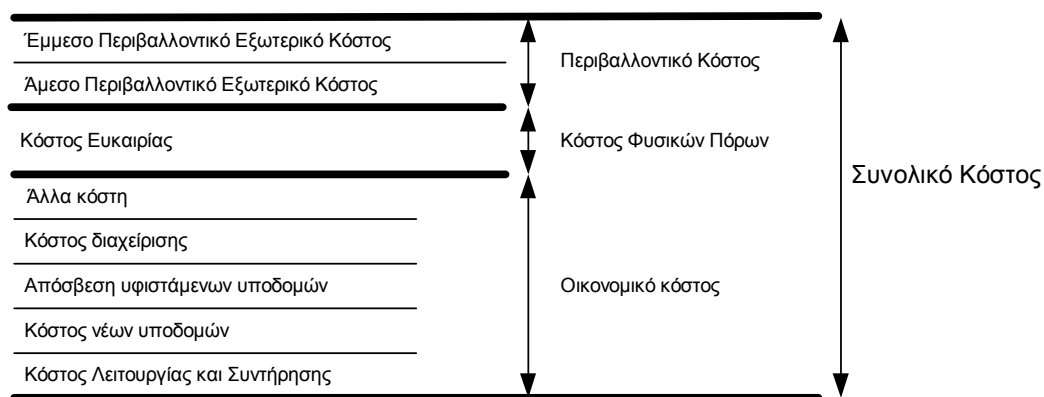 Έμμεσο Περιβαλλοντικό Εξωτερικό Κόστος
Άμεσο Περιβαλλοντικό Εξωτερικό Κόστος
Περιβαλλοντικό Κόστος
Κόστος Ευκαιρίας
Κόστος Φυσικών Πόρων
Συνολικό Κόστος
Άλλα κόστη
Κόστος διαχείρισης
Απόσβεση υφιστάμενων υποδομών
Οικονομικό κόστος
Κόστος νέων υποδομών
Κόστος Λειτουργίας και Συντήρησης